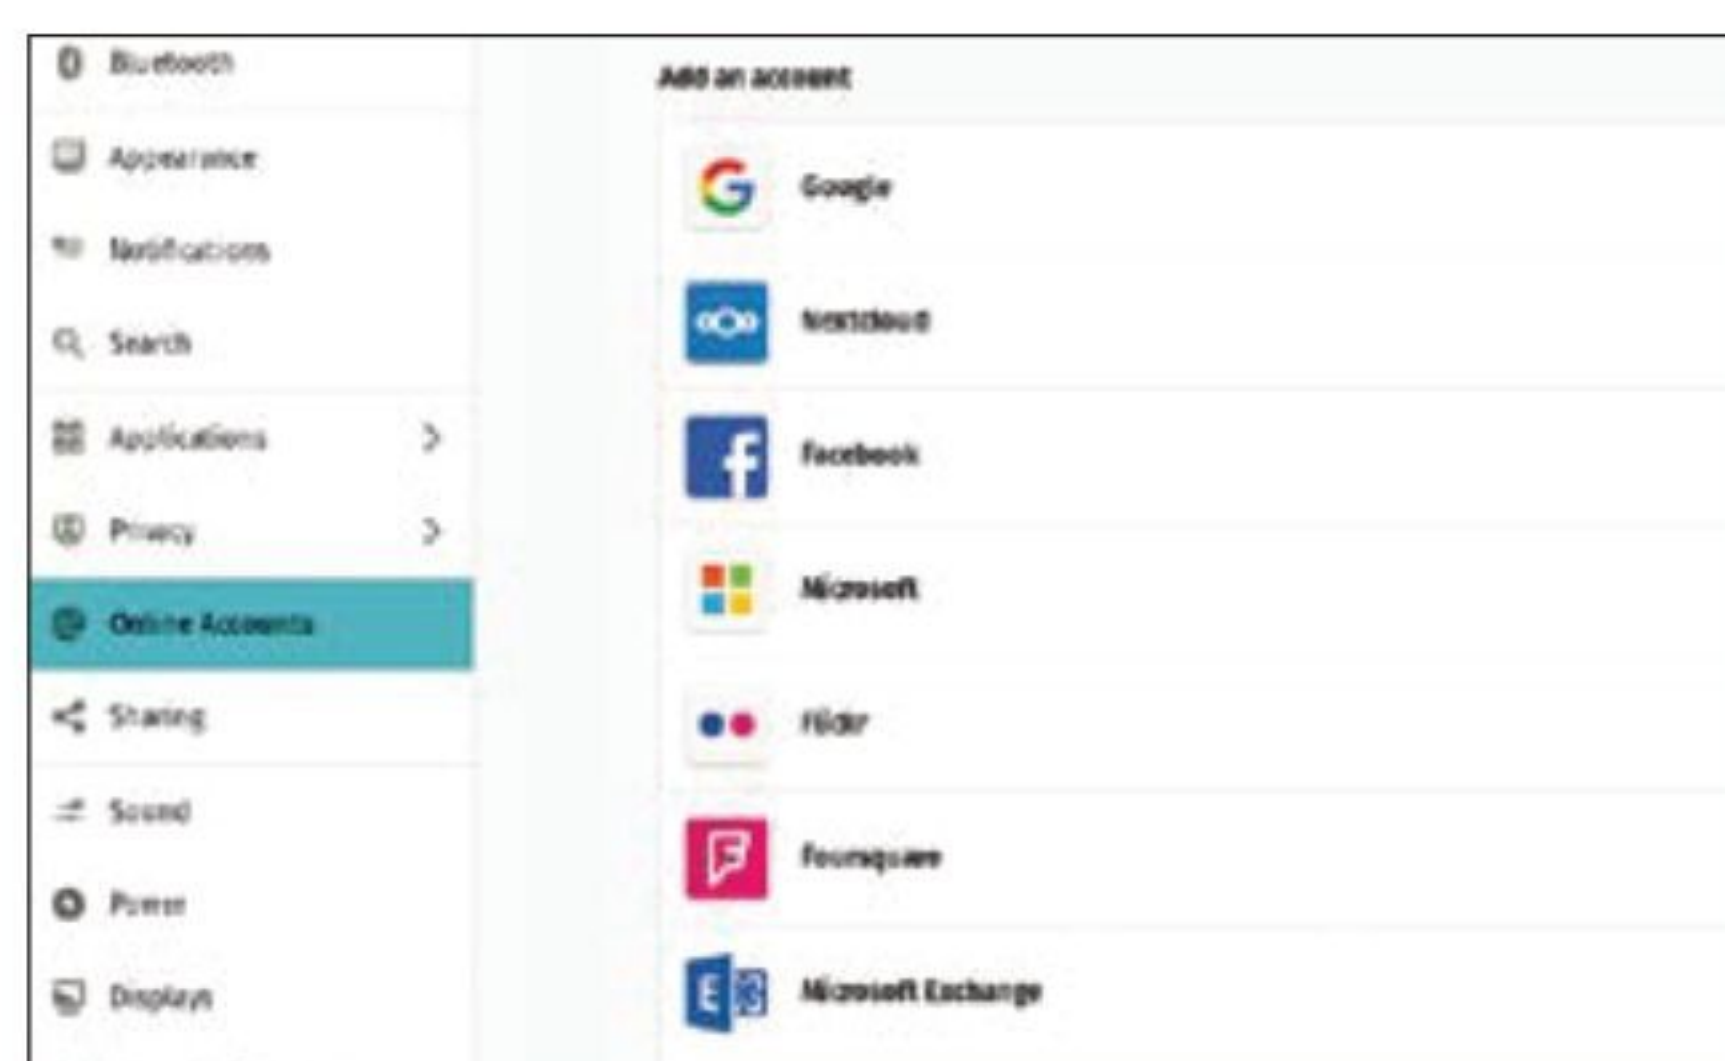 Bluetooth
Appearance
Notifications
Search
Applications
Privacy
Online Accounts
Sharing
Sound
Power
Displays
Add an account
Google
Nextcloud
Facebook
Microsoft
Flickr
Foursquare
Microsoft Exchange